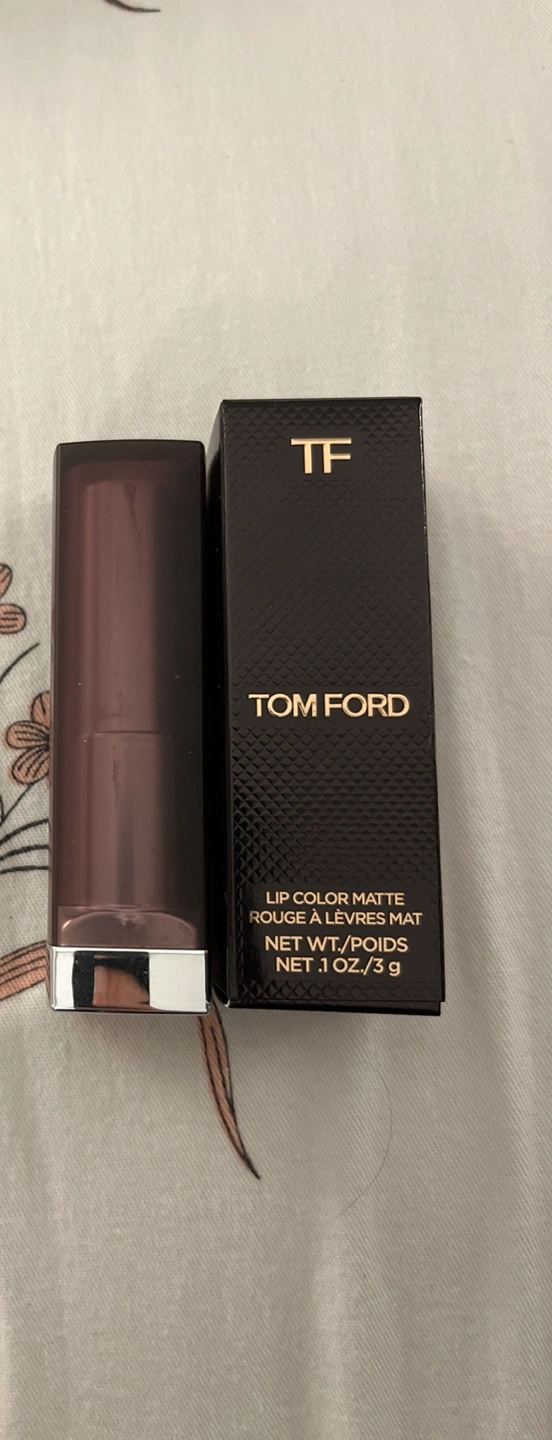 TF
TOM FORD
LIP COLOR MATTE
ROUGE À LÈVRES MAT
NET WT./POIDS
NET .1 OZ./3 g